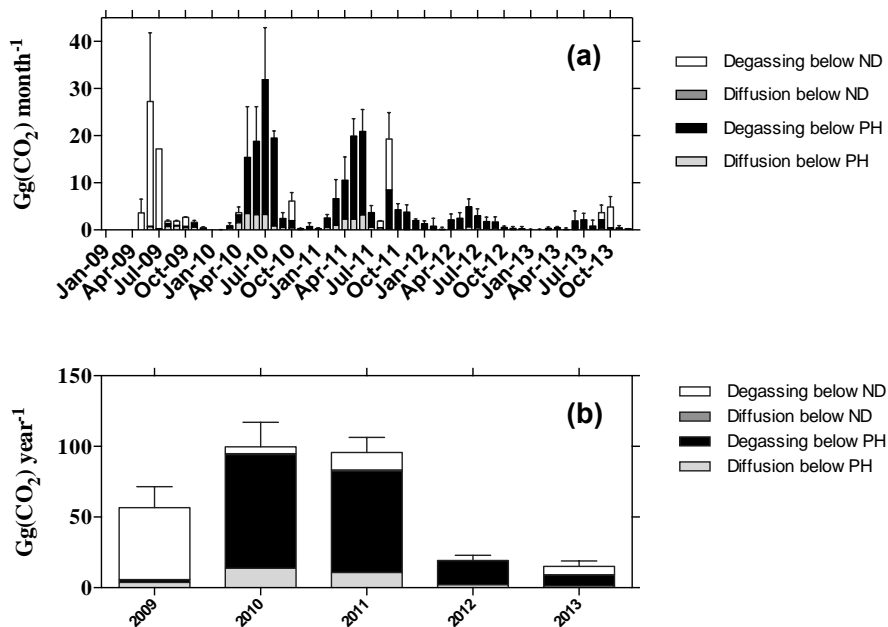 (a)
Gg(CO₂) month⁻¹
40
30
20
10
0
Jan-09
Apr-09
Jul-09
Oct-09
Jan-10
Apr-10
Jul-10
Oct-10
Jan-11
Apr-11
Jul-11
Oct-11
Jan-12
Apr-12
Jul-12
Oct-12
Jan-13
Apr-13
Jul-13
Oct-13
Degassing below ND
Diffusion below ND
Degassing below PH
Diffusion below PH
(b)
Gg(CO₂) year⁻¹
150
100
50
0
2009
2010
2011
2012
2013
Degassing below ND
Diffusion below ND
Degassing below PH
Diffusion below PH